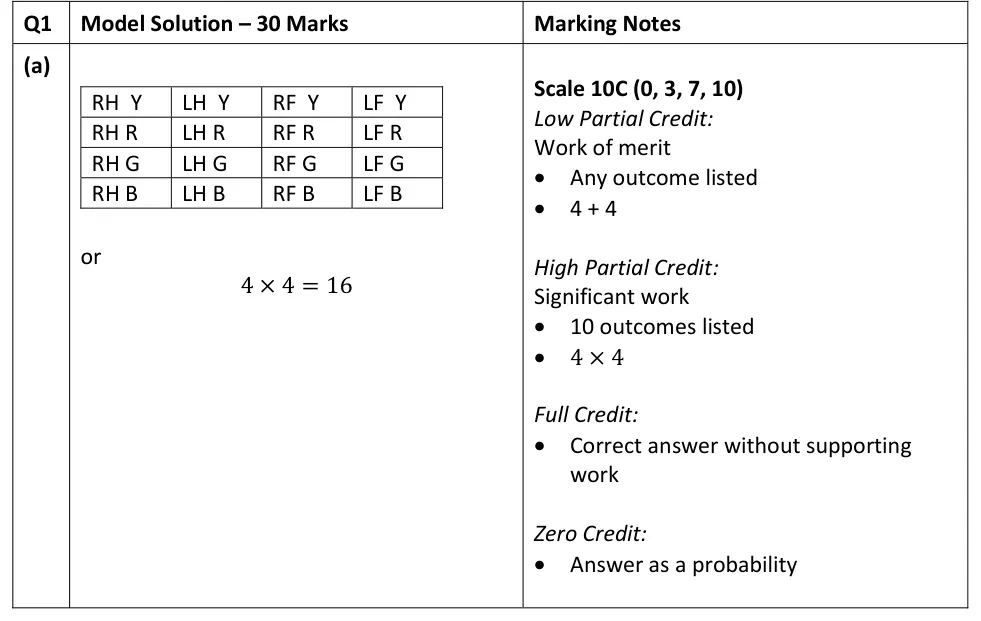 Q1 Model Solution – 30 Marks Marking Notes
(a)
RH Y LH Y RF Y LF Y
RH R LH R RF R LF R
RH G LH G RF G LF G
RH B LH B RF B LF B
or
4 × 4 = 16
Scale 10C (0, 3, 7, 10)
Low Partial Credit:
Work of merit
• Any outcome listed
• 4 + 4
High Partial Credit:
Significant work
• 10 outcomes listed
• 4 × 4
Full Credit:
• Correct answer without supporting
work
Zero Credit:
• Answer as a probability